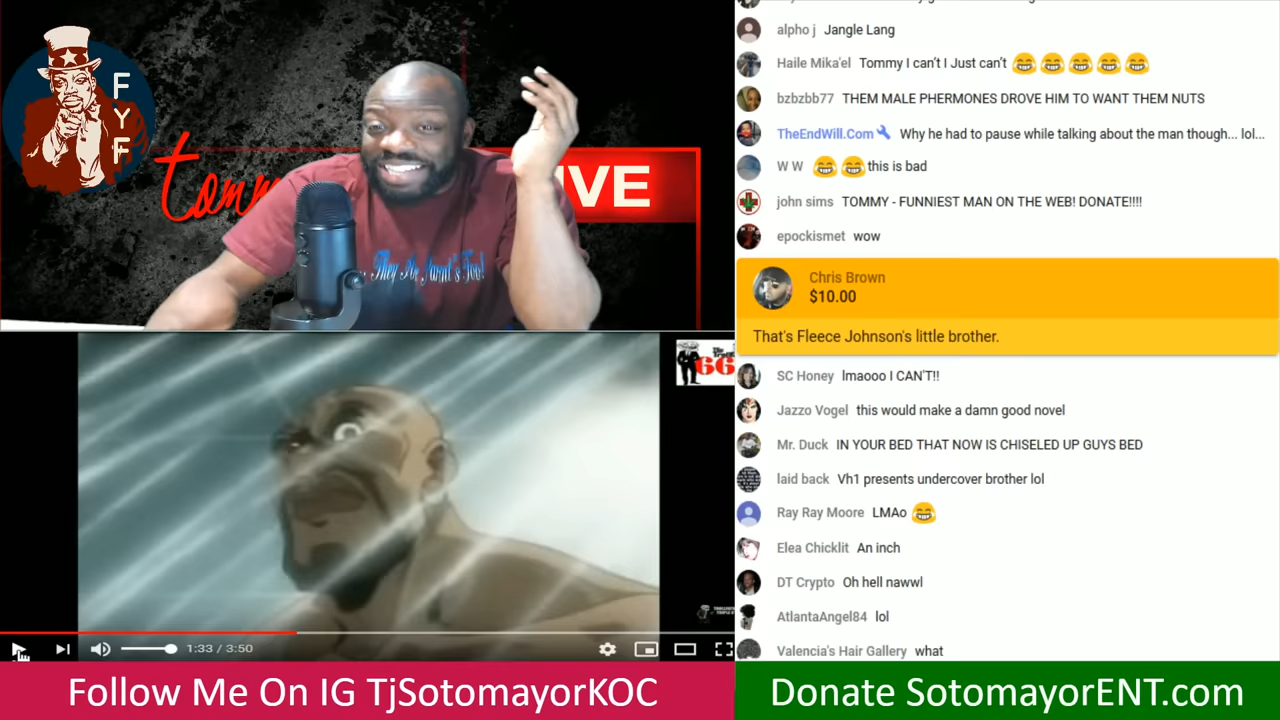 FYF
tomm
IVE
They Are Aunt's Too!
66
1:33 / 3:50
Follow Me On IG TjSotomayorKOC
alpho j Jangle Lang
Haile Mika'el Tommy I can't I Just can't 😂😂😂😂😂
bzbzbb77 THEM MALE PHERMONES DROVE HIM TO WANT THEM NUTS
TheEndWill.Com Why he had to pause while talking about the man though... lol...
W W 😂😂 this is bad
john sims TOMMY - FUNNIEST MAN ON THE WEB! DONATE!!!!
epockismet wow
Chris Brown
$10.00
That's Fleece Johnson's little brother.
SC Honey lmaooo I CAN'T!!
Jazzo Vogel this would make a damn good novel
Mr. Duck IN YOUR BED THAT NOW IS CHISELED UP GUYS BED
laid back Vh1 presents undercover brother lol
Ray Ray Moore LMAo 😂
Elea Chicklit An inch
DT Crypto Oh hell nawwl
AtlantaAngel84 lol
Valencia's Hair Gallery what
Donate SotomayorENT.com